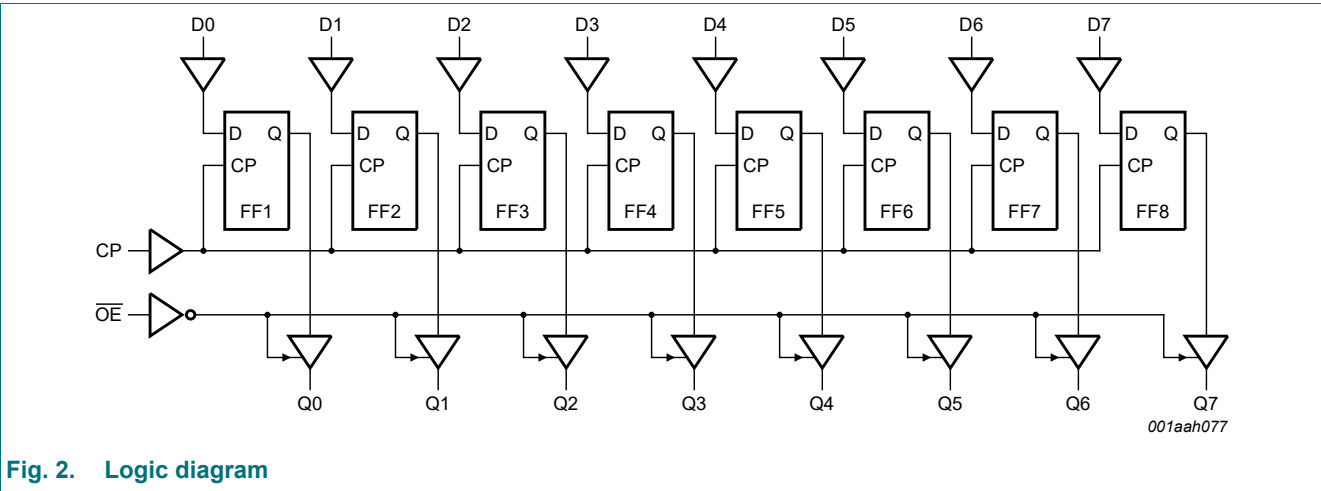 D0 D1 D2 D3 D4 D5 D6 D7
D Q D Q D Q D Q D Q D Q D Q D Q
CP CP CP CP CP CP CP CP
FF1 FF2 FF3 FF4 FF5 FF6 FF7 FF8
CP
OE
Q0 Q1 Q2 Q3 Q4 Q5 Q6 Q7
001aah077
Fig. 2. Logic diagram